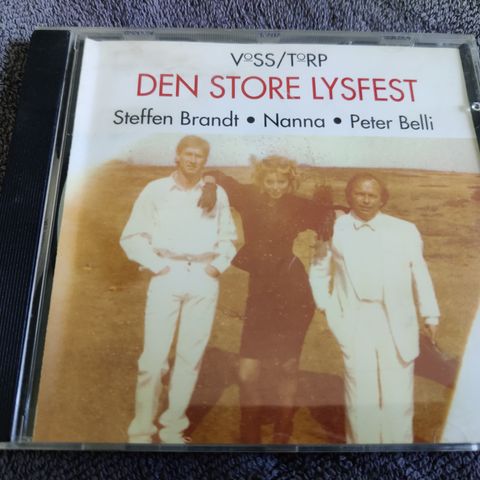 VoSS/ToRP
DEN STORE LYSFEST
Steffen Brandt • Nanna • Peter Belli